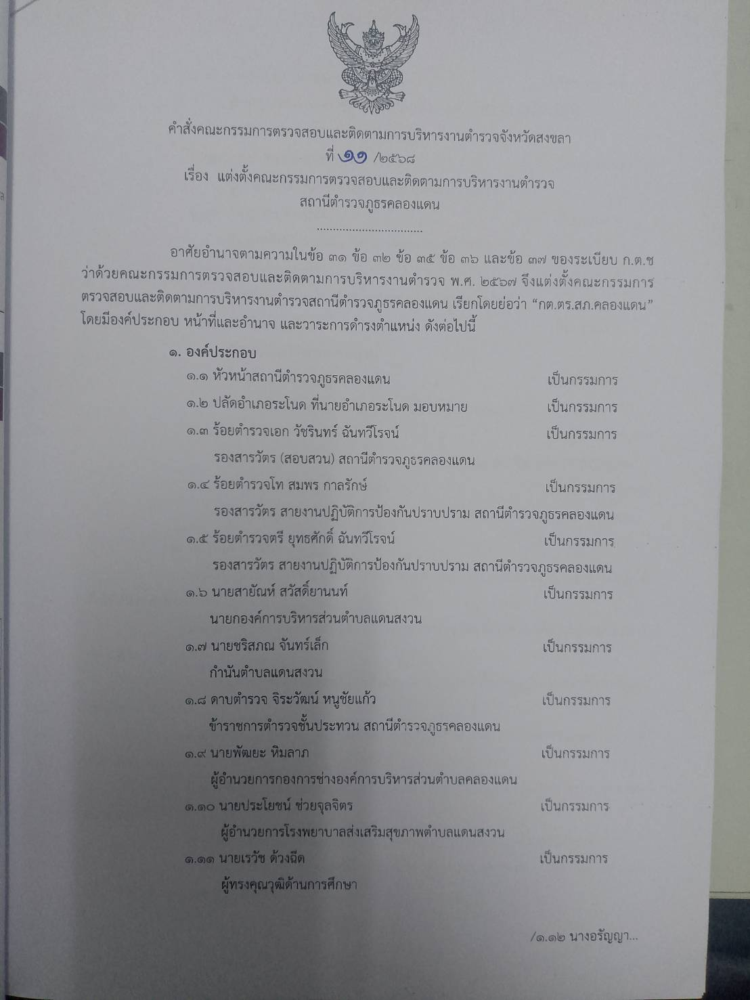 คำสั่งคณะกรรมการตรวจสอบและติดตามการบริหารงานตำรวจจังหวัดสงขลา
ที่ ๑๑ /๒๕๖๘
เรื่อง แต่งตั้งคณะกรรมการตรวจสอบและติดตามการบริหารงานตำรวจ
สถานีตำรวจภูธรคลองแดน
.................................
อาศัยอำนาจตามความในข้อ ๓๑ ข้อ ๓๒ ข้อ ๓๕ ข้อ ๓๖ และข้อ ๓๗ ของระเบียบ ก.ต.ช
ว่าด้วยคณะกรรมการตรวจสอบและติดตามการบริหารงานตำรวจ พ.ศ. ๒๕๖๗ จึงแต่งตั้งคณะกรรมการ
ตรวจสอบและติดตามการบริหารงานตำรวจสถานีตำรวจภูธรคลองแดน เรียกโดยย่อว่า “กต.ตร.สภ.คลองแดน”
โดยมีองค์ประกอบ หน้าที่และอำนาจ และวาระการดำรงตำแหน่ง ดังต่อไปนี้
๑. องค์ประกอบ
๑.๑ หัวหน้าสถานีตำรวจภูธรคลองแดน เป็นกรรมการ
๑.๒ ปลัดอำเภอระโนด ที่นายอำเภอระโนด มอบหมาย เป็นกรรมการ
๑.๓ ร้อยตำรวจเอก วัชรินทร์ ฉันทวีโรจน์ เป็นกรรมการ
รองสารวัตร (สอบสวน) สถานีตำรวจภูธรคลองแดน
๑.๔ ร้อยตำรวจโท สมพร กาลรักษ์ เป็นกรรมการ
รองสารวัตร สายงานปฏิบัติการป้องกันปราบปราม สถานีตำรวจภูธรคลองแดน
๑.๕ ร้อยตำรวจตรี ยุทธศักดิ์ ฉันทวีโรจน์ เป็นกรรมการ
รองสารวัตร สายงานปฏิบัติการป้องกันปราบปราม สถานีตำรวจภูธรคลองแดน
๑.๖ นายสายัณห์ สวัสดิ์ยานนท์ เป็นกรรมการ
นายกองค์การบริหารส่วนตำบลแดนสงวน
๑.๗ นายชริสภณ จันทร์เล็ก เป็นกรรมการ
กำนันตำบลแดนสงวน
๑.๘ ดาบตำรวจ จิระวัฒน์ หนูชัยแก้ว เป็นกรรมการ
ข้าราชการตำรวจชั้นประทวน สถานีตำรวจภูธรคลองแดน
๑.๙ นายพัฒยะ หิมลาภ เป็นกรรมการ
ผู้อำนวยการกองการช่างองค์การบริหารส่วนตำบลคลองแดน
๑.๑๐ นายประโยชน์ ช่วยจุลจิตร เป็นกรรมการ
ผู้อำนวยการโรงพยาบาลส่งเสริมสุขภาพตำบลแดนสงวน
๑.๑๑ นายเรวัช ด้วงฉีด เป็นกรรมการ
ผู้ทรงคุณวุฒิด้านการศึกษา
/๑.๑๒ นางอรัญญา...